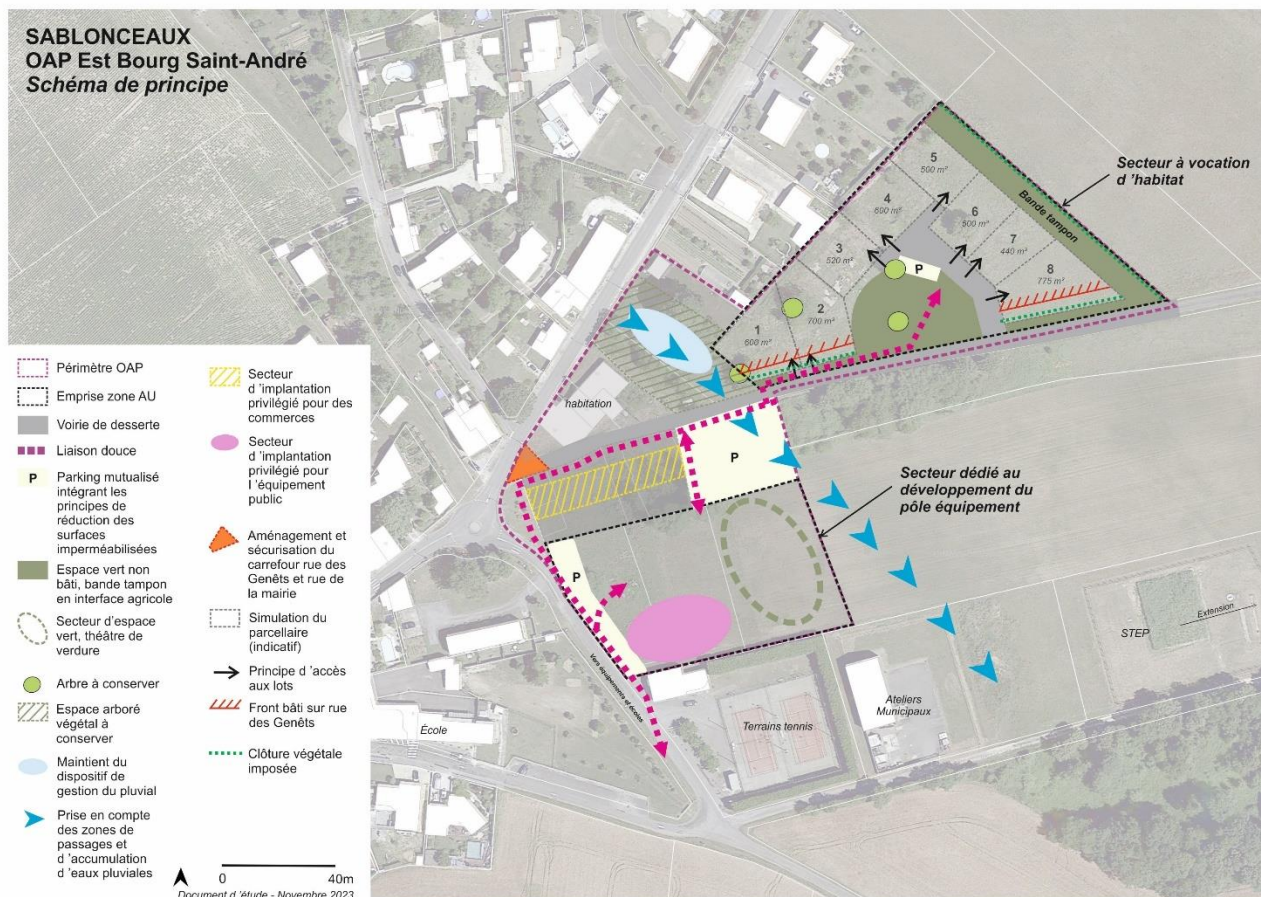 SABLONCEAUX
OAP Est Bourg Saint-André
Schéma de principe
Secteur à vocation
d 'habitat
Bande tampon
5
500 m²
4
600 m²
6
500 m²
3
520 m²
7
440 m²
8
775 m²
P
2
700 m²
1
600 m²
habitation
P
Secteur dédié au
développement du
pôle équipement
P
Vers équipements et écoles
École
Terrains tennis
Ateliers
Municipaux
STEP
Extension
Périmètre OAP
Emprise zone AU
Voirie de desserte
Liaison douce
P
Parking mutualisé
intégrant les
principes de
réduction des
surfaces
imperméabilisées
Espace vert non
bâti, bande tampon
en interface agricole
Secteur d'espace
vert, théâtre de
verdure
Arbre à conserver
Espace arboré
végétal à
conserver
Maintient du
dispositif de
gestion du pluvial
Prise en compte
des zones de
passages et
d 'accumulation
d 'eaux pluviales
Secteur
d 'implantation
privilégié pour des
commerces
Secteur
d 'implantation
privilégié pour
l 'équipement
public
Aménagement et
sécurisation du
carrefour rue des
Genêts et rue de
la mairie
Simulation du
parcellaire
(indicatif)
Principe d 'accès
aux lots
Front bâti sur rue
des Genêts
Clôture végétale
imposée
0 40m
Document d 'étude - Novembre 2023